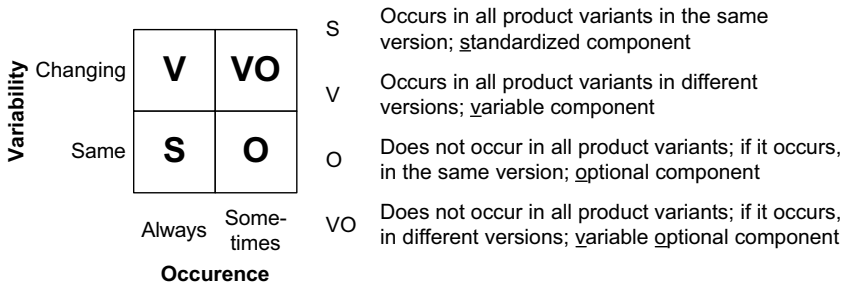 Variability
Changing
Same
V
VO
S
O
Always
Some-
times
Occurence
S
Occurs in all product variants in the same
version; standardized component
V
Occurs in all product variants in different
versions; variable component
O
Does not occur in all product variants; if it occurs,
in the same version; optional component
VO
Does not occur in all product variants; if it occurs,
in different versions; variable optional component